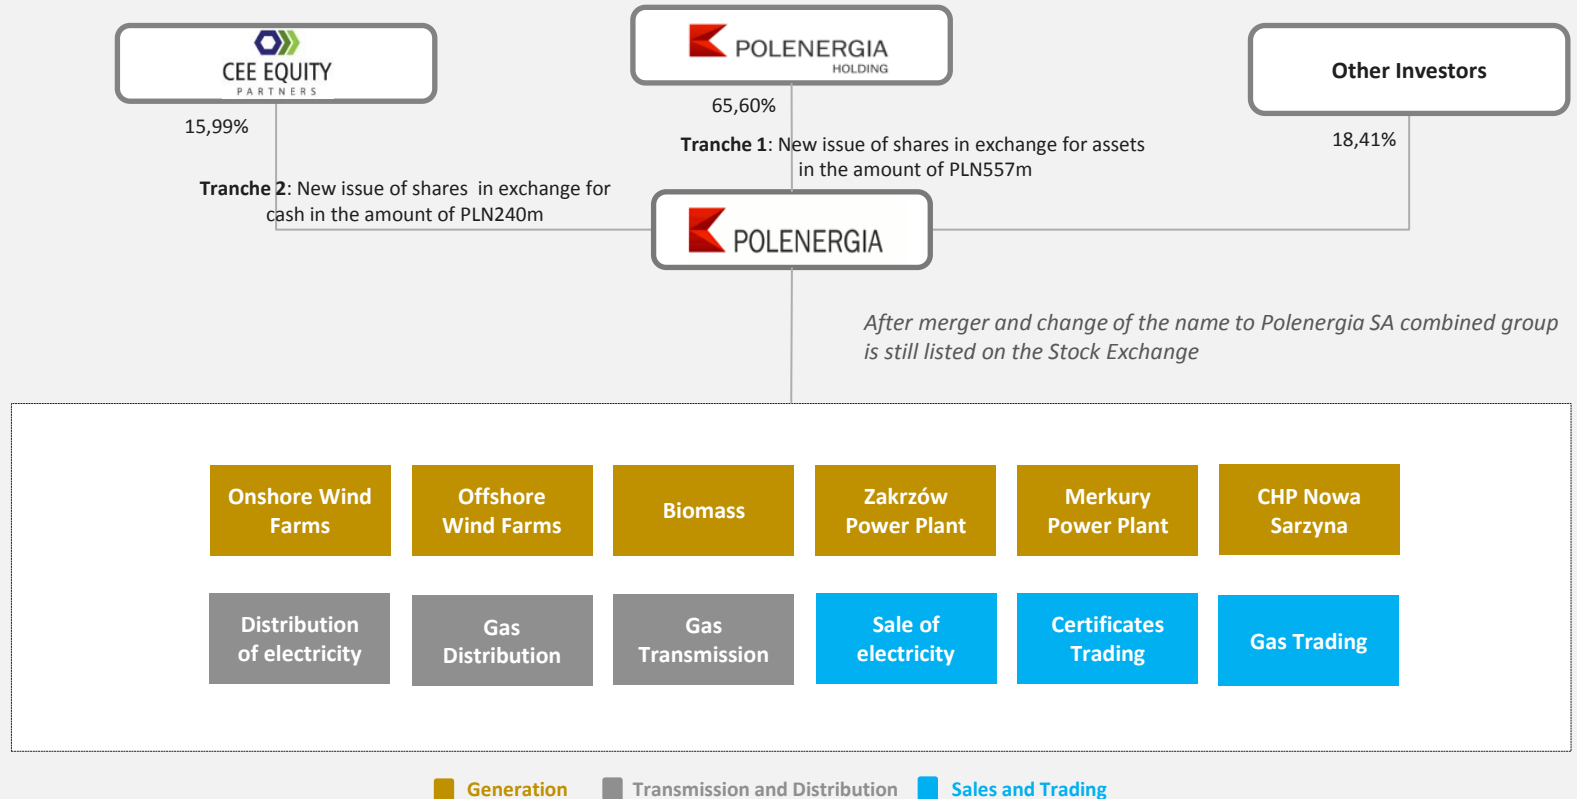 CEE EQUITY
PARTNERS
POLENERGIA
HOLDING
Other Investors
15,99%
65,60%
18,41%
Tranche 1: New issue of shares in exchange for assets
in the amount of PLN557m
Tranche 2: New issue of shares in exchange for
cash in the amount of PLN240m
POLENERGIA
After merger and change of the name to Polenergia SA combined group
is still listed on the Stock Exchange
Onshore Wind
Farms
Offshore
Wind Farms
Biomass
Zakrzów
Power Plant
Merkury
Power Plant
CHP Nowa
Sarzyna
Distribution
of electricity
Gas
Distribution
Gas
Transmission
Sale of
electricity
Certificates
Trading
Gas Trading
Generation
Transmission and Distribution
Sales and Trading